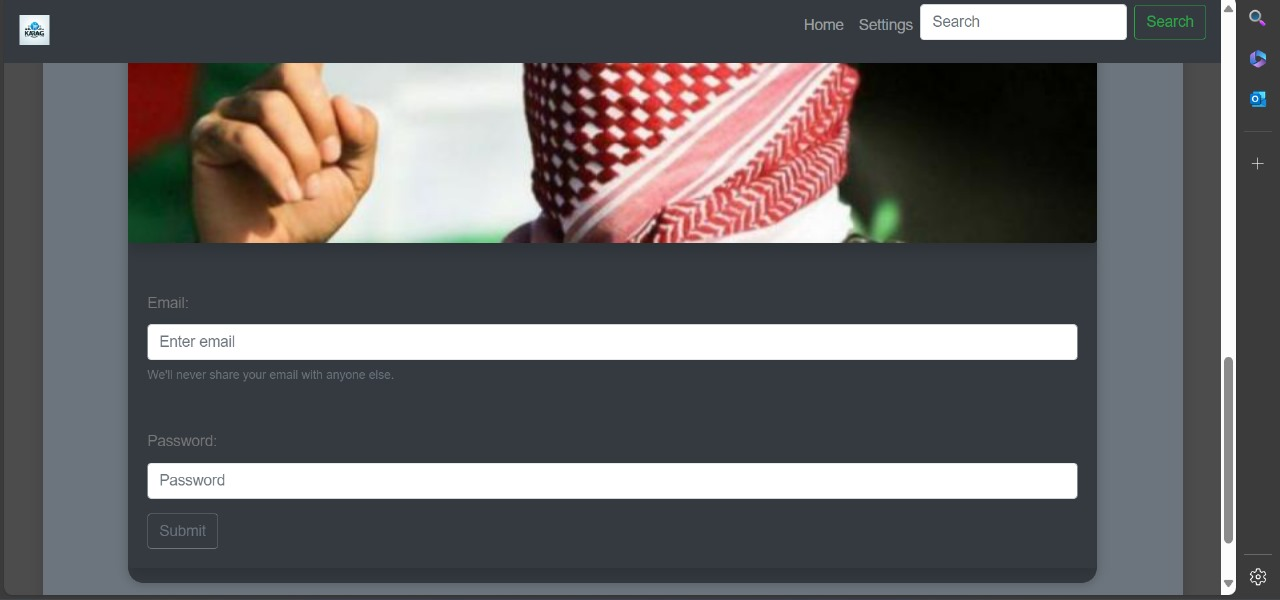 KARAG
Home Settings Search Search
Email:
Enter email
We'll never share your email with anyone else.
Password:
Password
Submit